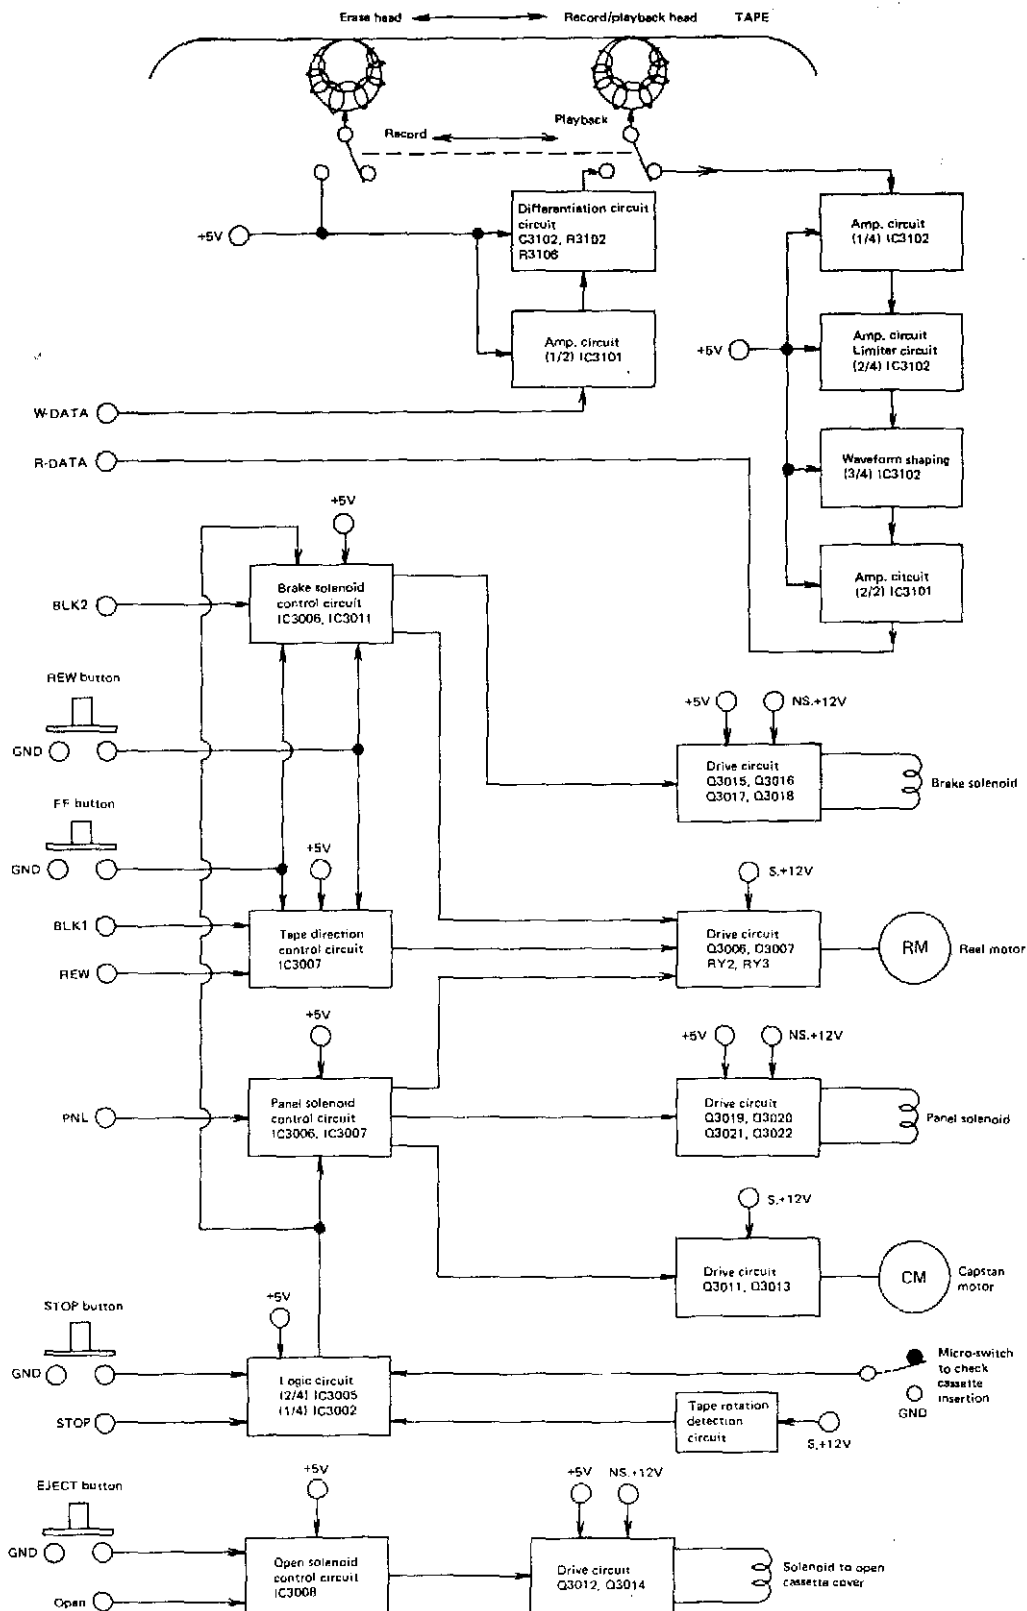 Erase head
Record/playback head
TAPE
Record
Playback
+5V
Differentiation circuit
circuit
C3102, R3102
R3106
Amp. circuit
(1/4) IC3102
Amp. circuit
(1/2) IC3101
+5V
Amp. circuit
Limiter circuit
(2/4) IC3102
W-DATA
R-DATA
Waveform shaping
(3/4) IC3102
+5V
Amp. circuit
(2/2) IC3101
BLK2
Brake solenoid
control circuit
IC3006, IC3011
REW button
GND
+5V
NS.+12V
Drive circuit
Q3015, Q3016
Q3017, Q3018
Brake solenoid
FF button
GND
+5V
S.+12V
BLK1
REW
Tape direction
control circuit
IC3007
Drive circuit
Q3006, Q3007
RY2, RY3
RM
Reel motor
+5V
+5V
NS.+12V
PNL
Panel solenoid
control circuit
IC3006, IC3007
Drive circuit
Q3019, Q3020
Q3021, Q3022
Panel solenoid
S.+12V
Drive circuit
Q3011, Q3013
CM
Capstan
motor
STOP button
+5V
GND
STOP
Logic circuit
(2/4) IC3005
(1/4) IC3002
Micro-switch
to check
cassette
insertion
GND
Tape rotation
detection
circuit
S.+12V
EJECT button
+5V
+5V
NS.+12V
GND
Open
Open solenoid
control circuit
IC3008
Drive circuit
Q3012, Q3014
Solenoid to open
cassette cover